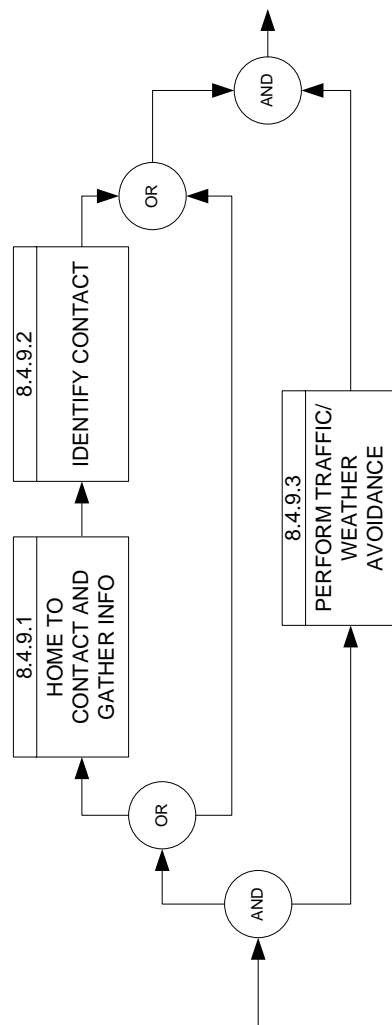 AND
OR
8.4.9.1
HOME TO
CONTACT AND
GATHER INFO
8.4.9.2
IDENTIFY CONTACT
OR
8.4.9.3
PERFORM TRAFFIC/
WEATHER
AVOIDANCE
AND